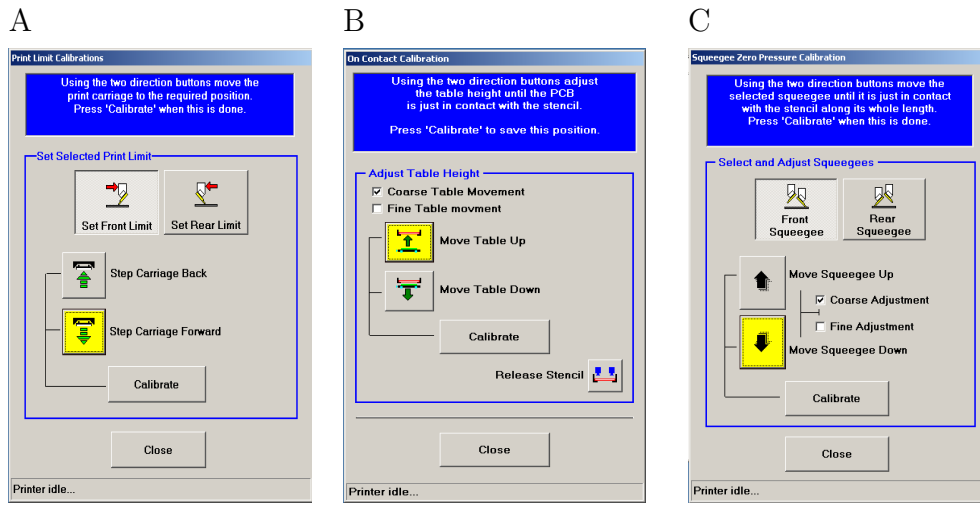 A
Print Limit Calibrations
Using the two direction buttons move the
print carriage to the required position.
Press 'Calibrate' when this is done.
Set Selected Print Limit
Set Front Limit
Set Rear Limit
Step Carriage Back
Step Carriage Forward
Calibrate
Close
Printer idle...
B
On Contact Calibration
Using the two direction buttons adjust
the table height until the PCB
is just in contact with the stencil.
Press 'Calibrate' to save this position.
Adjust Table Height
Coarse Table Movement
Fine Table movment
Move Table Up
Move Table Down
Calibrate
Release Stencil
Close
Printer idle...
C
Squeegee Zero Pressure Calibration
Using the two direction buttons move the
selected squeegee until it is just in contact
with the stencil along its whole length.
Press 'Calibrate' when this is done.
Select and Adjust Squeegees
Front
Squeegee
Rear
Squeegee
Move Squeegee Up
Coarse Adjustment
Fine Adjustment
Move Squeegee Down
Calibrate
Close
Printer idle...